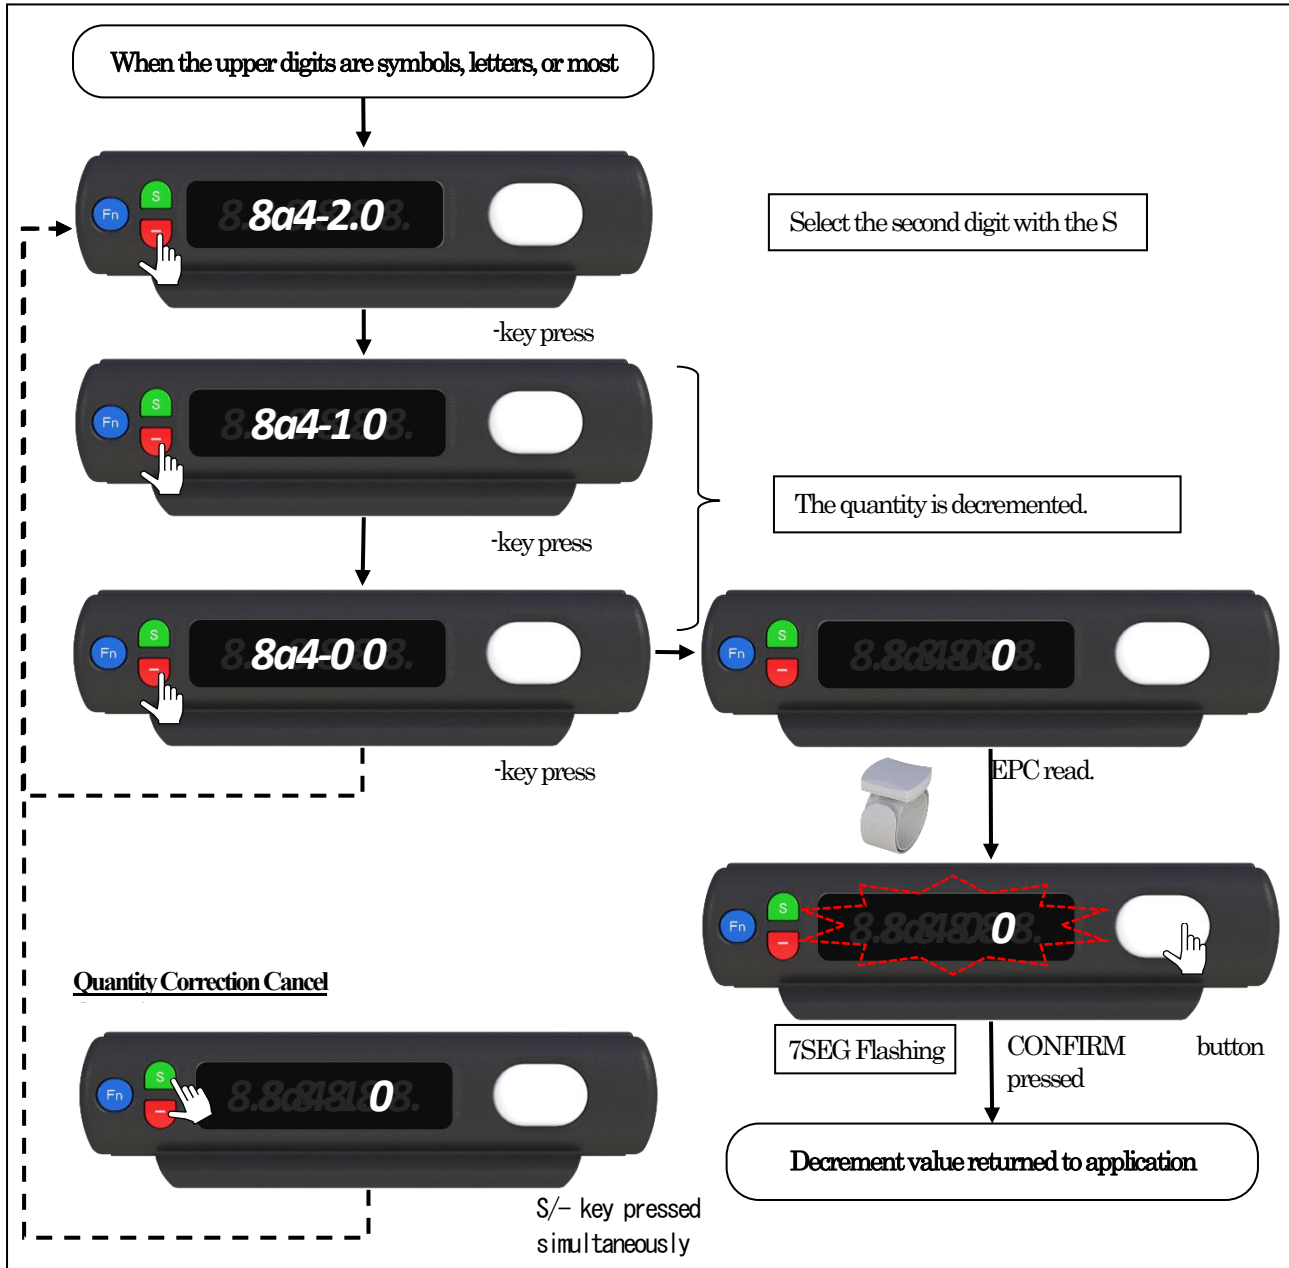 When the upper digits are symbols, letters, or most
Fn
S
-
8a4-2.0
Select the second digit with the S
-key press
Fn
S
-
8a4-1 0
The quantity is decremented.
-key press
Fn
S
-
8a4-0 0
Fn
S
-
0
-key press
EPC read.
Fn
S
-
0
Quantity Correction Cancel
7SEG Flashing
CONFIRM button
pressed
Fn
S
-
0
Decrement value returned to application
S/- key pressed
simultaneously